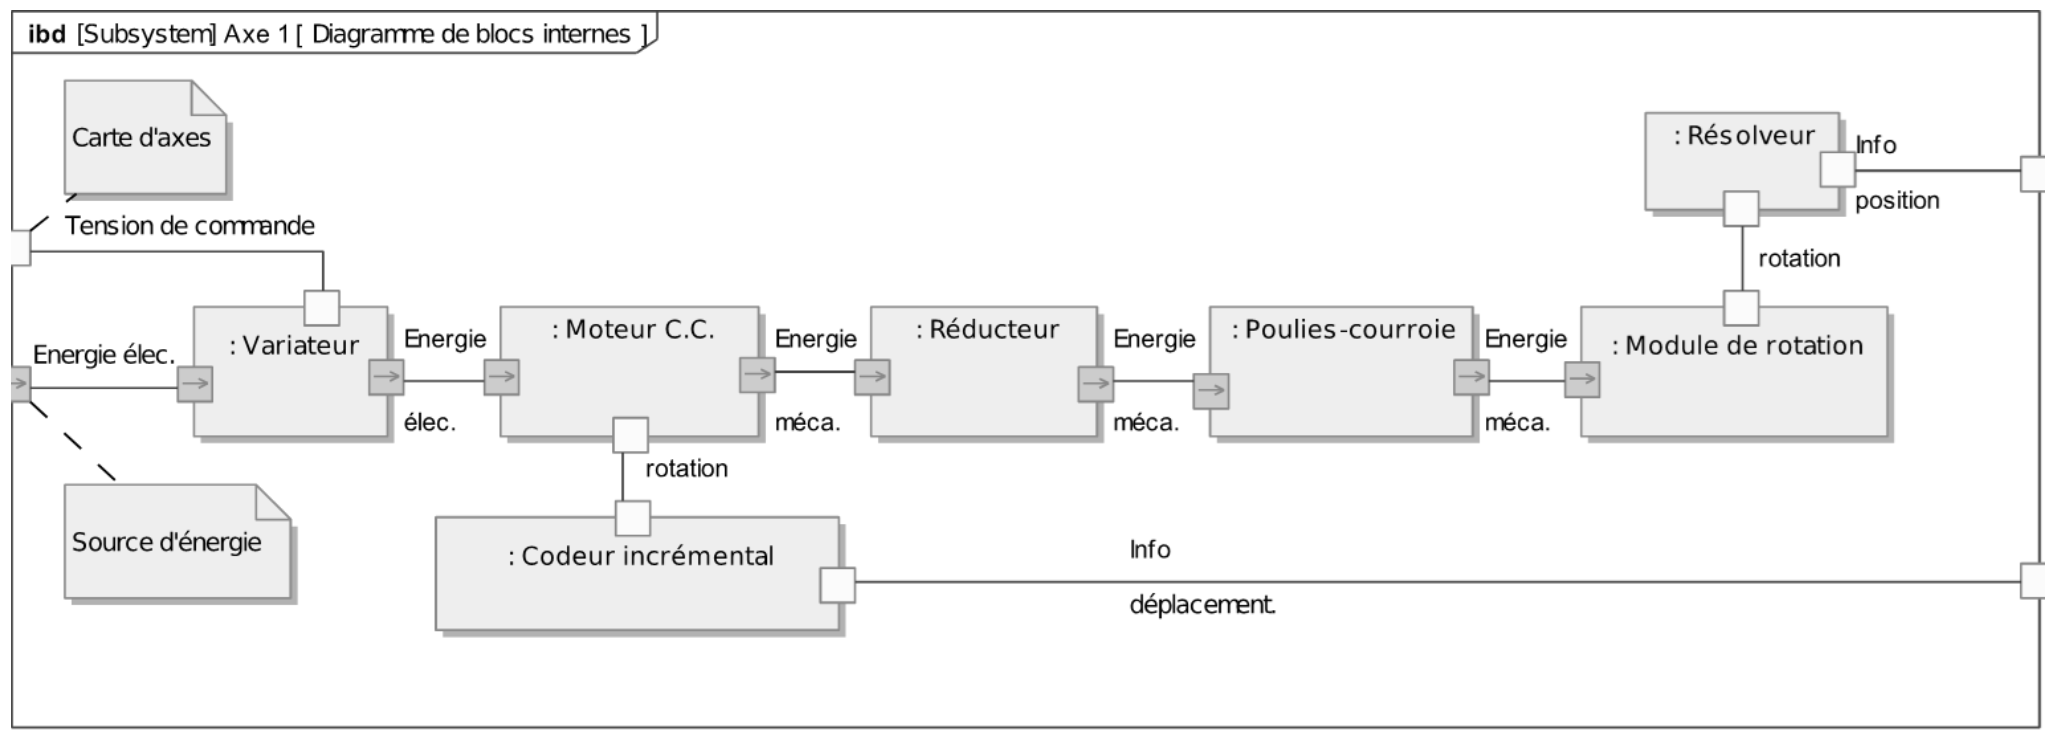 ibd [Subsystem] Axe 1 [ Diagramme de blocs internes ]
Carte d'axes
Tension de commande
: Résolveur
Info
position
rotation
Energie élec.
: Variateur
Energie
élec.
: Moteur C.C.
Energie
méca.
: Réducteur
Energie
méca.
: Poulies-courroie
Energie
méca.
: Module de rotation
rotation
Source d'énergie
: Codeur incrémental
Info
déplacement.